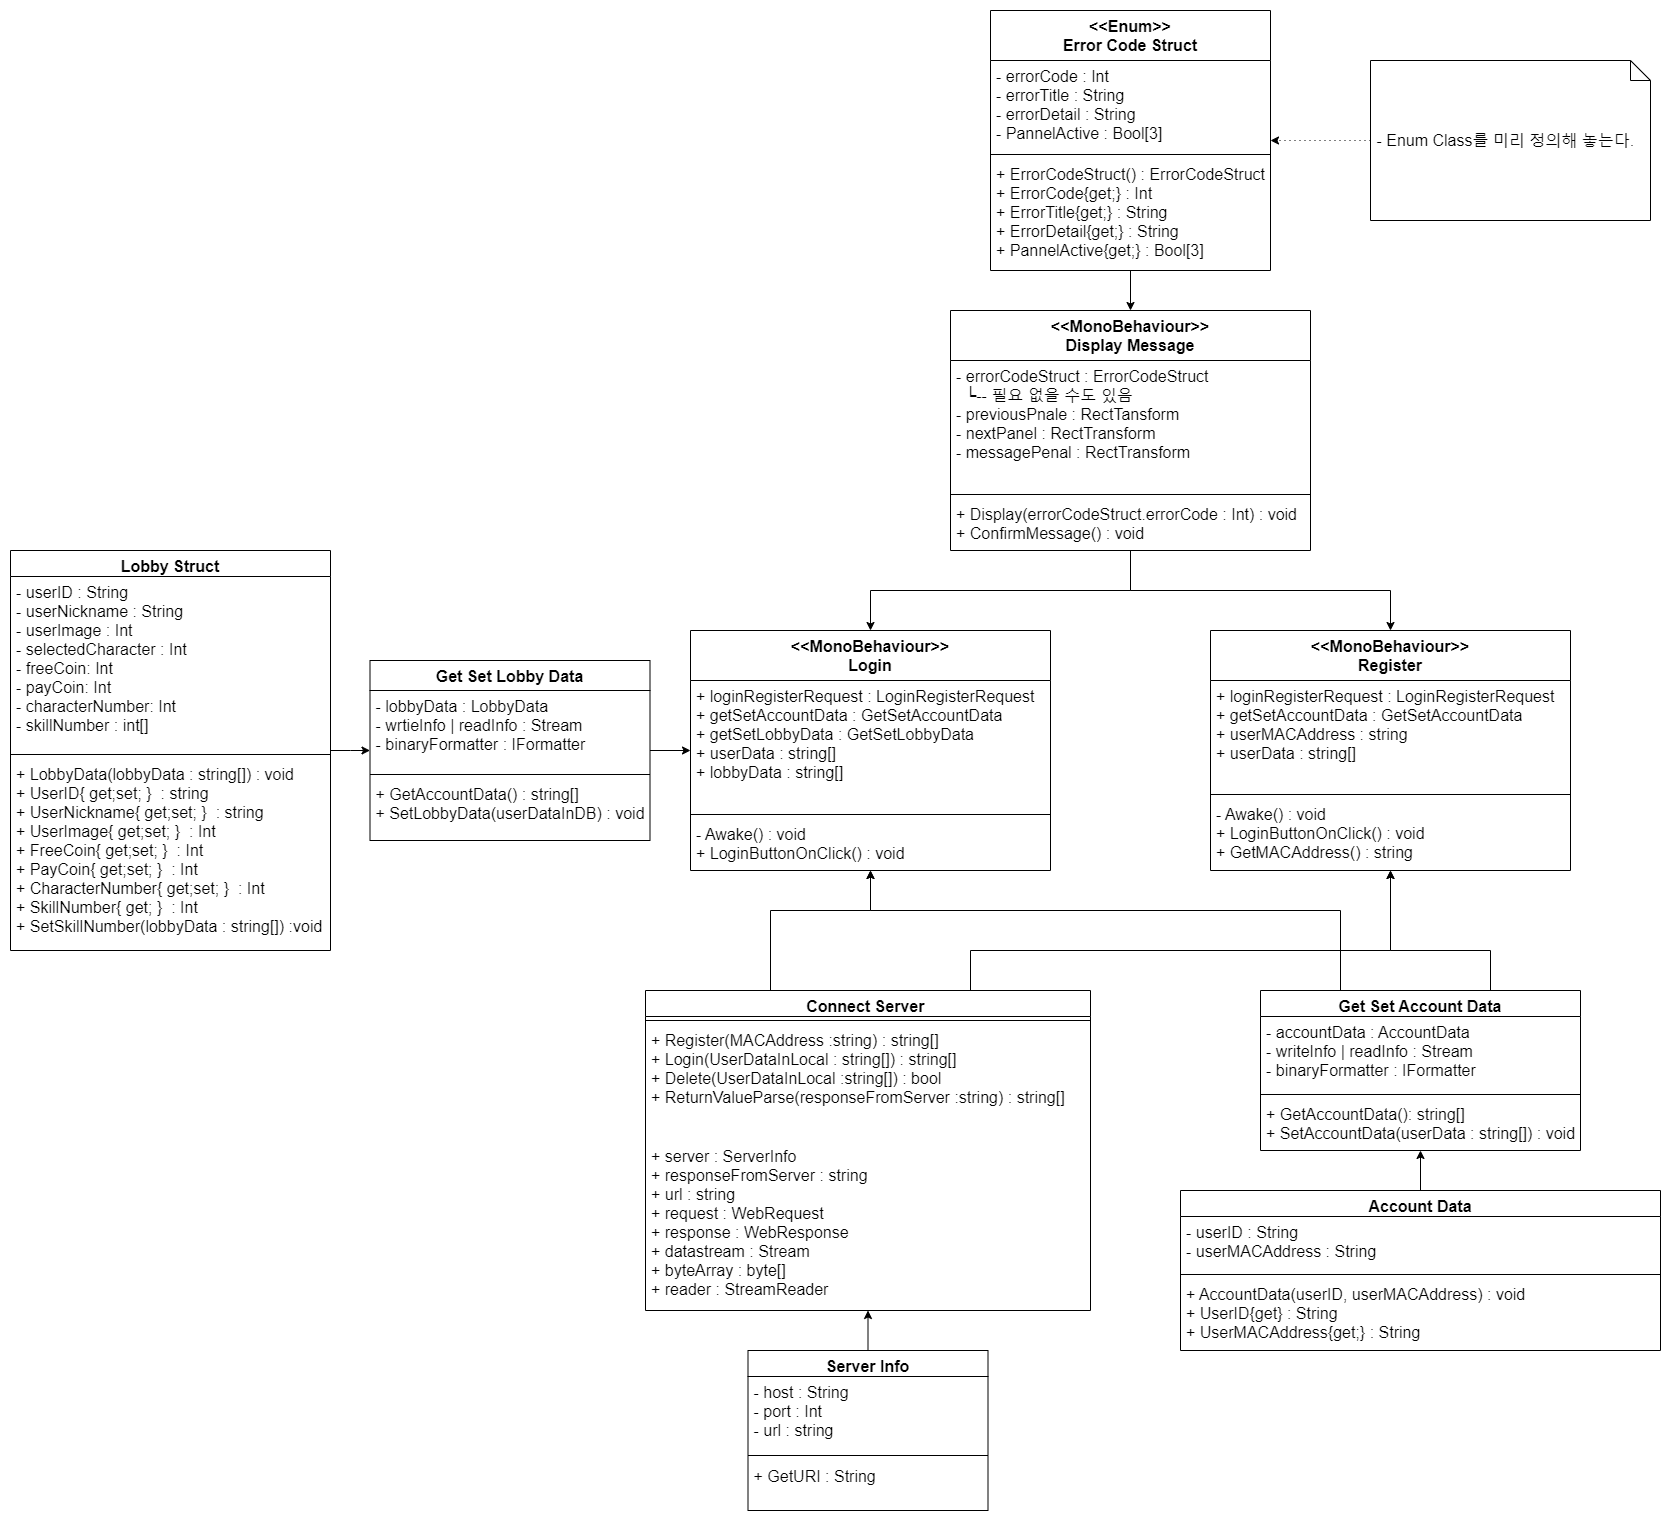 <<Enum>>
Error Code Struct
- errorCode : Int
- errorTitle : String
- errorDetail : String
- PannelActive : Bool[3]
+ ErrorCodeStruct() : ErrorCodeStruct
+ ErrorCode{get;} : Int
+ ErrorTitle{get;} : String
+ ErrorDetail{get;} : String
+ PannelActive{get;} : Bool[3]
- Enum Class를 미리 정의해 놓는다.
<<MonoBehaviour>>
Display Message
- errorCodeStruct : ErrorCodeStruct
┗-- 필요 없을 수도 있음
- previousPnale : RectTansform
- nextPanel : RectTransform
- messagePenal : RectTransform
+ Display(errorCodeStruct.errorCode : Int) : void
+ ConfirmMessage() : void
Lobby Struct
- userID : String
- userNickname : String
- userImage : Int
- selectedCharacter : Int
- freeCoin: Int
- payCoin: Int
- characterNumber: Int
- skillNumber : int[]
+ LobbyData(lobbyData : string[]) : void
+ UserID{ get;set; }  : string
+ UserNickname{ get;set; }  : string
+ UserImage{ get;set; }  : Int
+ FreeCoin{ get;set; }  : Int
+ PayCoin{ get;set; }  : Int
+ CharacterNumber{ get;set; }  : Int
+ SkillNumber{ get; }  : Int
+ SetSkillNumber(lobbyData : string[]) :void
Get Set Lobby Data
- lobbyData : LobbyData
- wrtieInfo | readInfo : Stream
- binaryFormatter : IFormatter
+ GetAccountData() : string[]
+ SetLobbyData(userDataInDB) : void
<<MonoBehaviour>>
Login
+ loginRegisterRequest : LoginRegisterRequest
+ getSetAccountData : GetSetAccountData
+ getSetLobbyData : GetSetLobbyData
+ userData : string[]
+ lobbyData : string[]
- Awake() : void
+ LoginButtonOnClick() : void
<<MonoBehaviour>>
Register
+ loginRegisterRequest : LoginRegisterRequest
+ getSetAccountData : GetSetAccountData
+ userMACAddress : string
+ userData : string[]
- Awake() : void
+ LoginButtonOnClick() : void
+ GetMACAddress() : string
Connect Server
+ Register(MACAddress :string) : string[]
+ Login(UserDataInLocal : string[]) : string[]
+ Delete(UserDataInLocal :string[]) : bool
+ ReturnValueParse(responseFromServer :string) : string[]
+ server : ServerInfo
+ responseFromServer : string
+ url : string
+ request : WebRequest
+ response : WebResponse
+ datastream : Stream
+ byteArray : byte[]
+ reader : StreamReader
Get Set Account Data
- accountData : AccountData
- writeInfo | readInfo : Stream
- binaryFormatter : IFormatter
+ GetAccountData(): string[]
+ SetAccountData(userData : string[]) : void
Account Data
- userID : String
- userMACAddress : String
+ AccountData(userID, userMACAddress) : void
+ UserID{get} : String
+ UserMACAddress{get;} : String
Server Info
- host : String
- port : Int
- url : string
+ GetURI : String